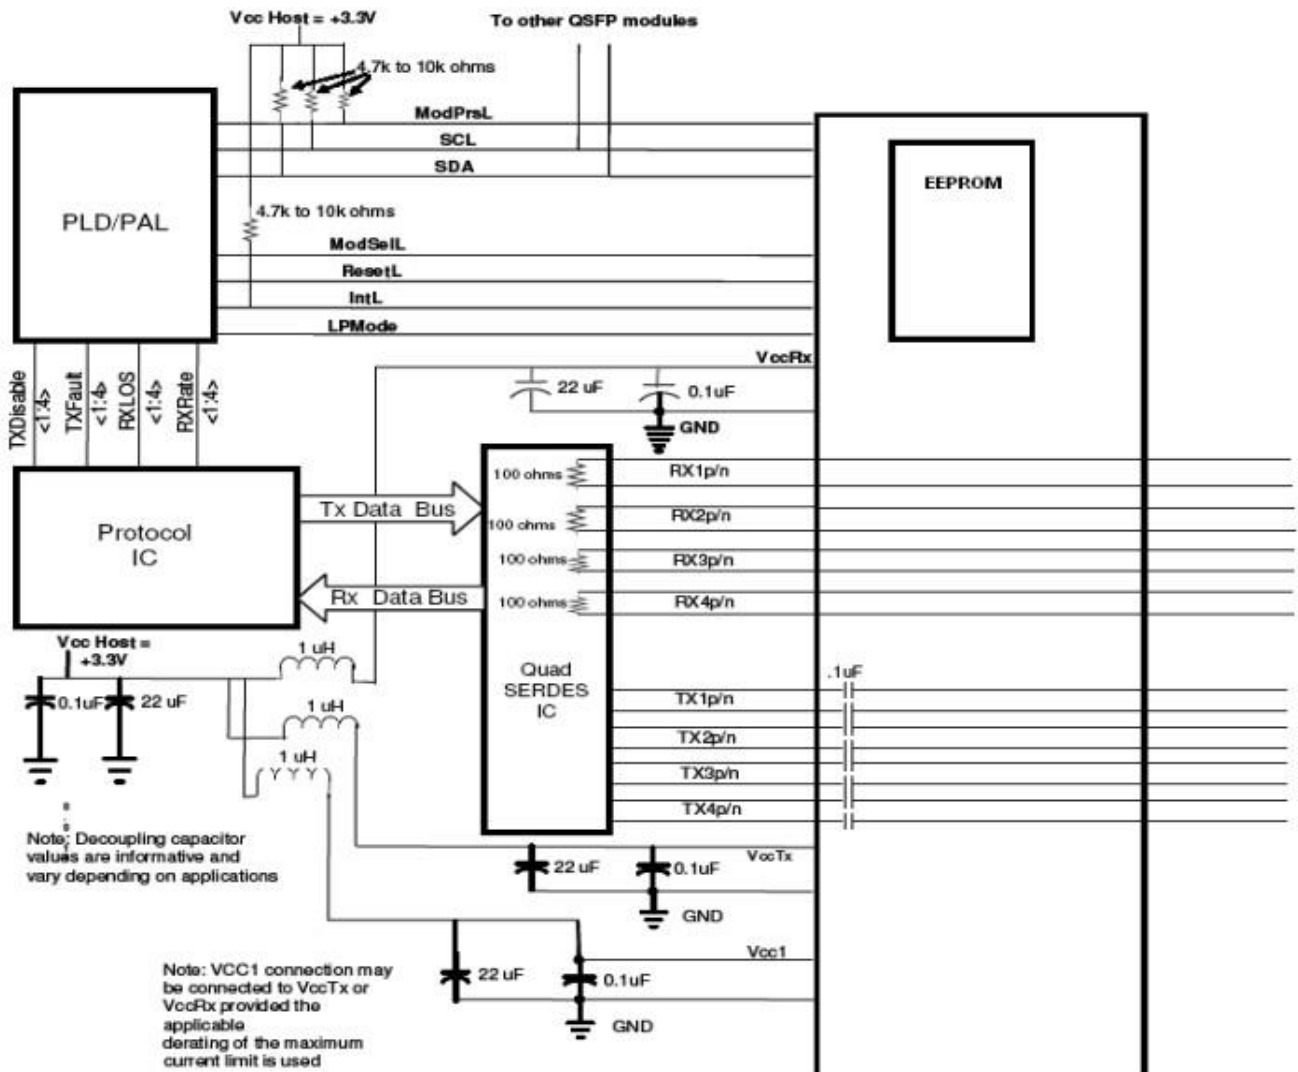 Vcc Host = +3.3V
To other QSFP modules
4.7k to 10k ohms
ModPrsL
SCL
SDA
EEPROM
PLD/PAL
4.7k to 10k ohms
ModSelL
ResetL
IntL
LPMode
VccRx
TXDisable
<1:4>
TXFault
<1:4>
RXLOS
<1:4>
RXRate
<1:4>
22 uF
0.1uF
GND
100 ohms
RX1p/n
Tx Data Bus
100 ohms
RX2p/n
Protocol
IC
100 ohms
RX3p/n
Rx Data Bus
100 ohms
RX4p/n
Vcc Host =
+3.3V
1 uH
Quad
SERDES
IC
.1uF
0.1uF
22 uF
1 uH
TX1p/n
1 uH
TX2p/n
TX3p/n
TX4p/n
Note: Decoupling capacitor
values are informative and
vary depending on applications
VccTx
22 uF
0.1uF
GND
Vcc1
Note: VCC1 connection may
be connected to VccTx or
VccRx provided the
applicable
derating of the maximum
current limit is used
22 uF
0.1uF
GND